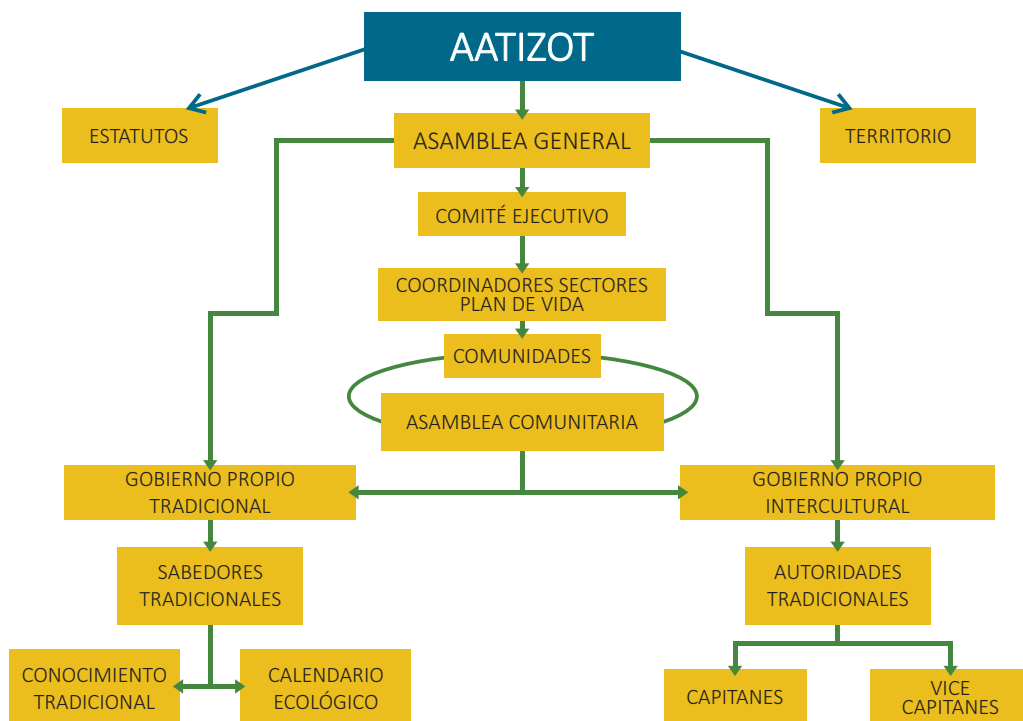 AATIZOT
ESTATUTOS
ASAMBLEA GENERAL
TERRITORIO
COMITÉ EJECUTIVO
COORDINADORES SECTORES
PLAN DE VIDA
COMUNIDADES
ASAMBLEA COMUNITARIA
GOBIERNO PROPIO
TRADICIONAL
GOBIERNO PROPIO
INTERCULTURAL
SABEDORES
TRADICIONALES
AUTORIDADES
TRADICIONALES
CONOCIMIENTO
TRADICIONAL
CALENDARIO
ECOLÓGICO
CAPITANES
VICE
CAPITANES